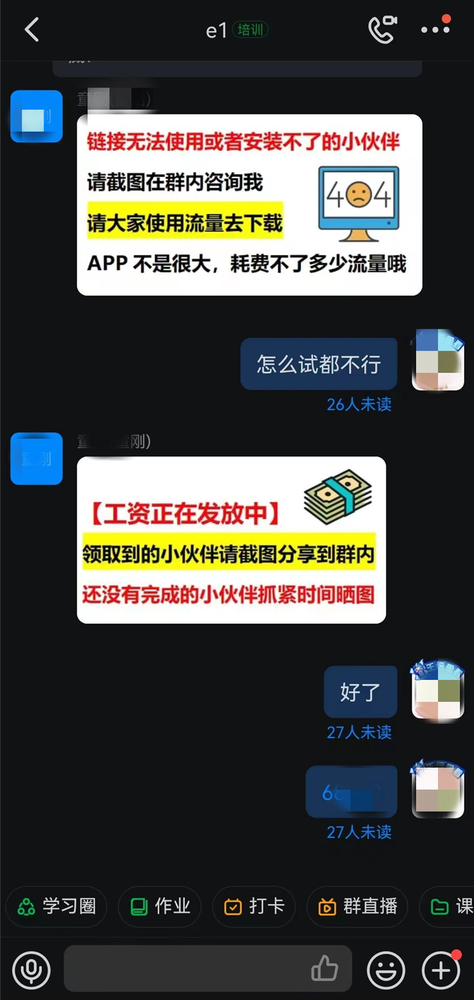 e1 培训
链接无法使用或者安装不了的小伙伴
请截图在群内咨询我
请大家使用流量去下载
APP 不是很大，耗费不了多少流量哦
404
怎么试都不行
26人未读
童刚)
【工资正在发放中】
领取到的小伙伴请截图分享到群内
还没有完成的小伙伴抓紧时间晒图
好了
27人未读
27人未读
学习圈 作业 打卡 群直播 课